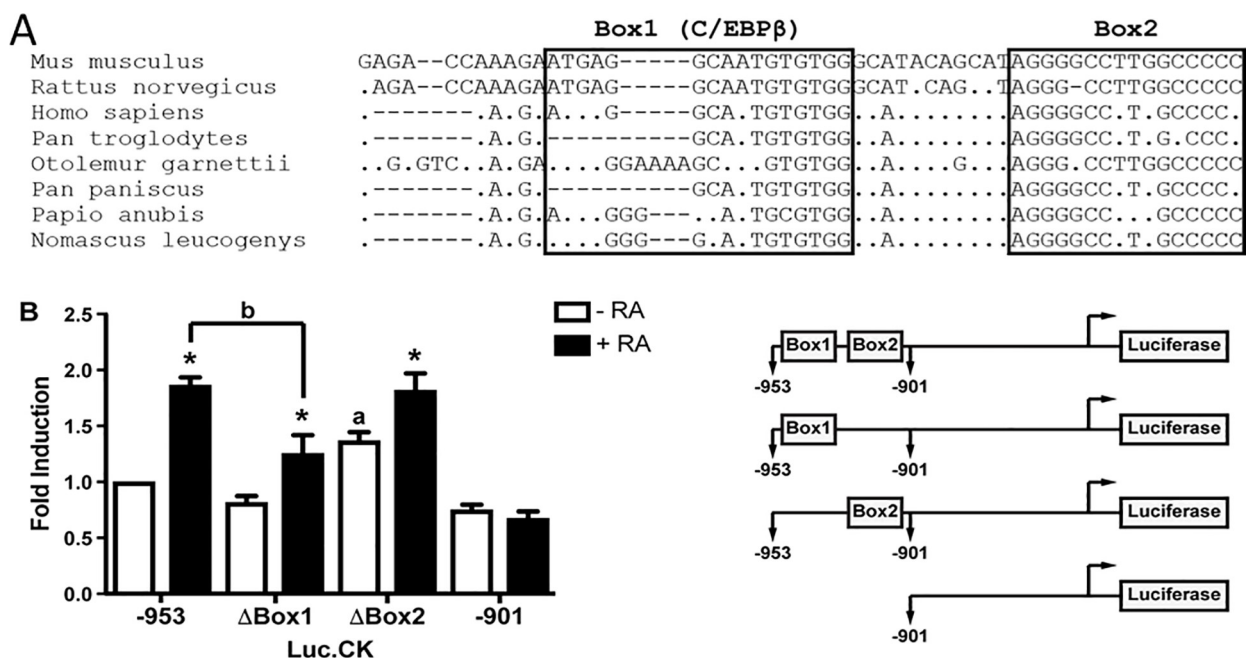 A
Box1 (C/EBPβ) Box2
Mus musculus GAGA--CCAAAGAATGAG-----GCAATGTGTGGGCATACAGCATAGGGGCCTTGGCCCCC
Rattus norvegicus .AGA--CCAAAGAATGAG-----GCAATGTGTGGGCAT.CAG..TAGGG-CCTTGGCCCCC
Homo sapiens .-------.A.G.A...G-----GCA.TGTGTGG..A........AGGGGCC.T.GCCCC.
Pan troglodytes .-------.A.G.----------GCA.TGTGTGG..A........AGGGGCC.T.G.CCC.
Otolemur garnettii ..G.GTC..A.GA....GGAAAAGC...GTGTGG..A....G...AGGG.CCTTGGCCCCC
Pan paniscus .-------.A.G.----------GCA.TGTGTGG..A........AGGGGCC.T.GCCCC.
Papio anubis .-------.A.G.A...GGG---..A.TGCGTGG..A........AGGGGCC...GCCCCC
Nomascus leucogenys .-------.A.G.....GGG---G.A.TGTGTGG..A........AGGGGCC.T.GCCCCC
B
Fold Induction
2.5
2.0
1.5
1.0
0.5
0.0
b
*
*
a
*
- RA
+ RA
-953 ΔBox1 ΔBox2 -901
Luc.CK
Box1 Box2 Luciferase
-953 -901
Box1 Luciferase
-953 -901
Box2 Luciferase
-953 -901
Luciferase
-901